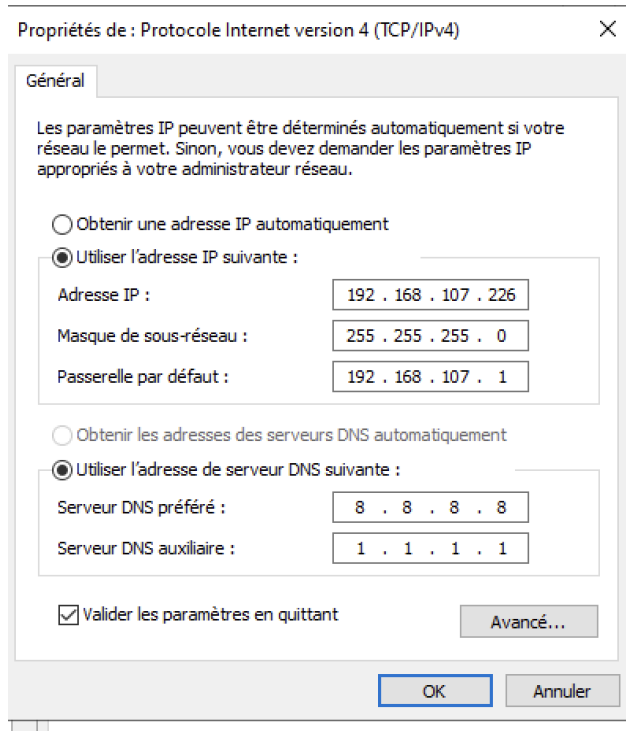 Propriétés de : Protocole Internet version 4 (TCP/IPv4)
Général
Les paramètres IP peuvent être déterminés automatiquement si votre
réseau le permet. Sinon, vous devez demander les paramètres IP
appropriés à votre administrateur réseau.
Obtenir une adresse IP automatiquement
Utiliser l’adresse IP suivante :
Adresse IP : 192 . 168 . 107 . 226
Masque de sous-réseau : 255 . 255 . 255 . 0
Passerelle par défaut : 192 . 168 . 107 . 1
Obtenir les adresses des serveurs DNS automatiquement
Utiliser l’adresse de serveur DNS suivante :
Serveur DNS préféré : 8 . 8 . 8 . 8
Serveur DNS auxiliaire : 1 . 1 . 1 . 1
Valider les paramètres en quittant
Avancé...
OK Annuler